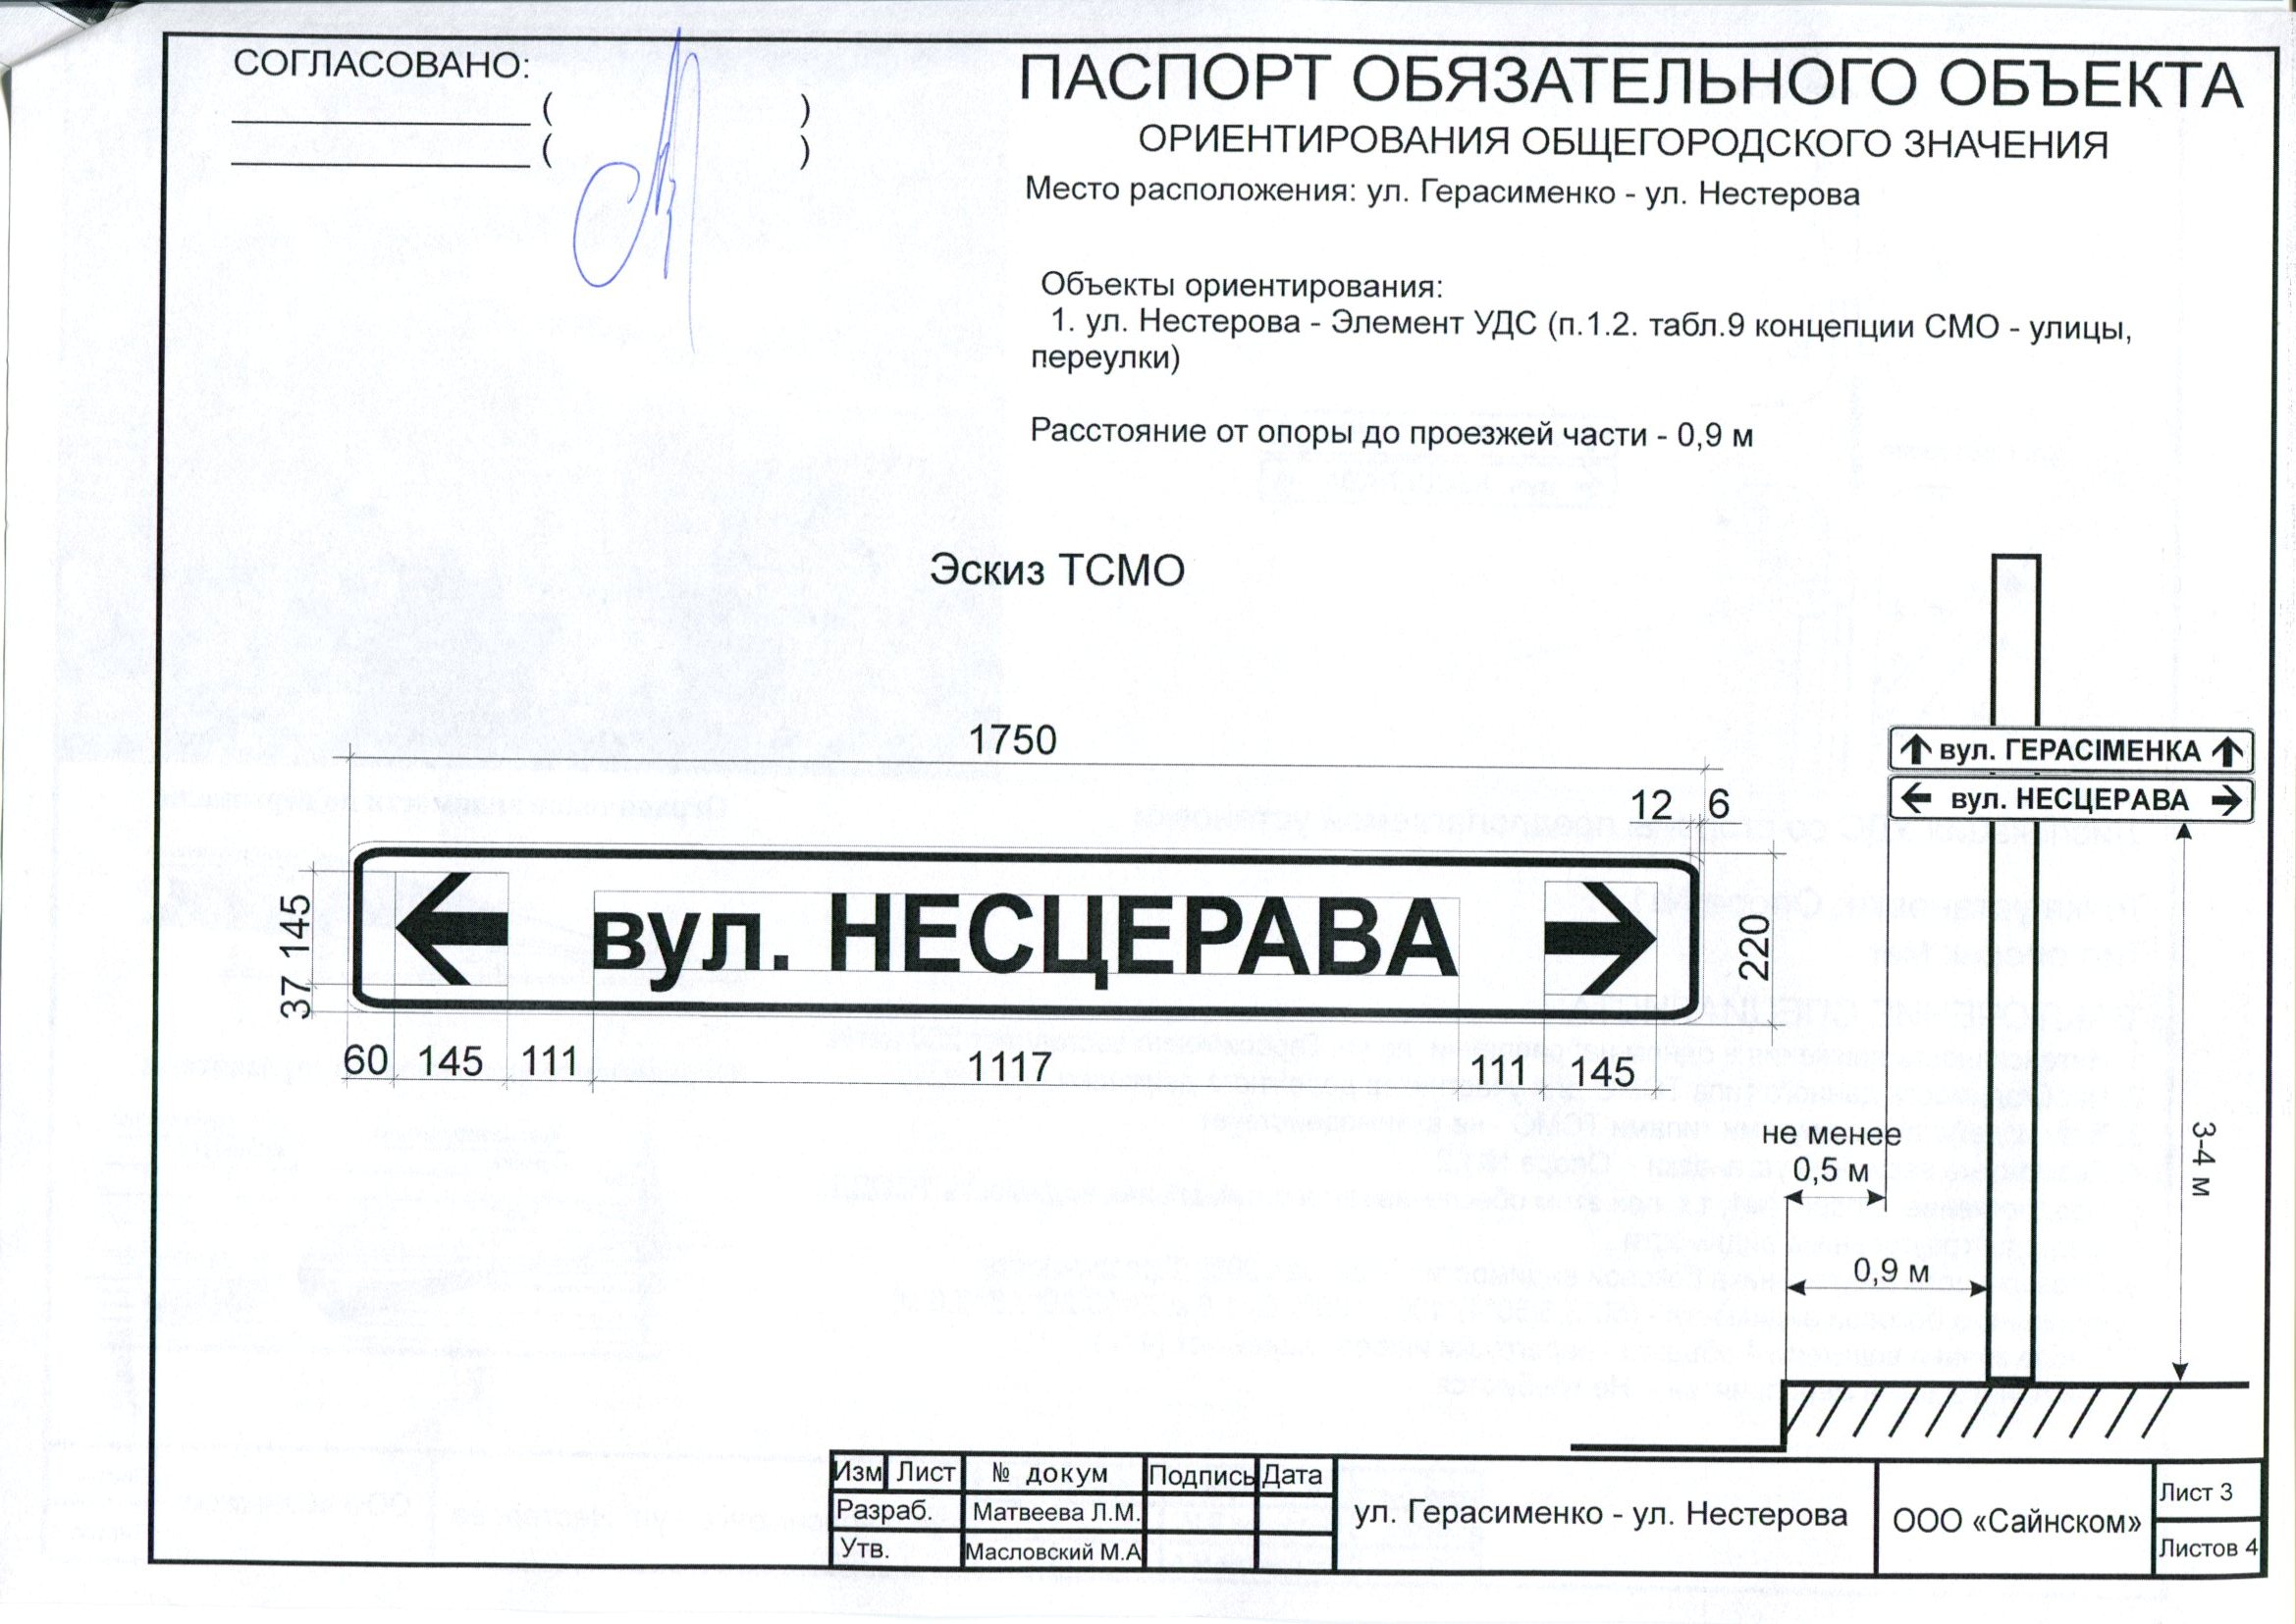 СОГЛАСОВАНО:
( )
( )
ПАСПОРТ ОБЯЗАТЕЛЬНОГО ОБЪЕКТА
ОРИЕНТИРОВАНИЯ ОБЩЕГОРОДСКОГО ЗНАЧЕНИЯ
Место расположения: ул. Герасименко - ул. Нестерова
Объекты ориентирования:
1. ул. Нестерова - Элемент УДС (п.1.2. табл.9 концепции СМО - улицы,
переулки)
Расстояние от опоры до проезжей части - 0,9 м
Эскиз ТСМО
1750
12 6
145
37
вул. НЕСЦЕРАВА
220
60 145 111 1117 111 145
вул. ГЕРАСІМЕНКА
вул. НЕСЦЕРАВА
не менее
0,5 м
0,9 м
3-4 м
Изм Лист № докум Подпись Дата
Разраб. Матвеева Л.М.
Утв. Масловский М.А
ул. Герасименко - ул. Нестерова
ООО «Сайнском»
Лист 3
Листов 4